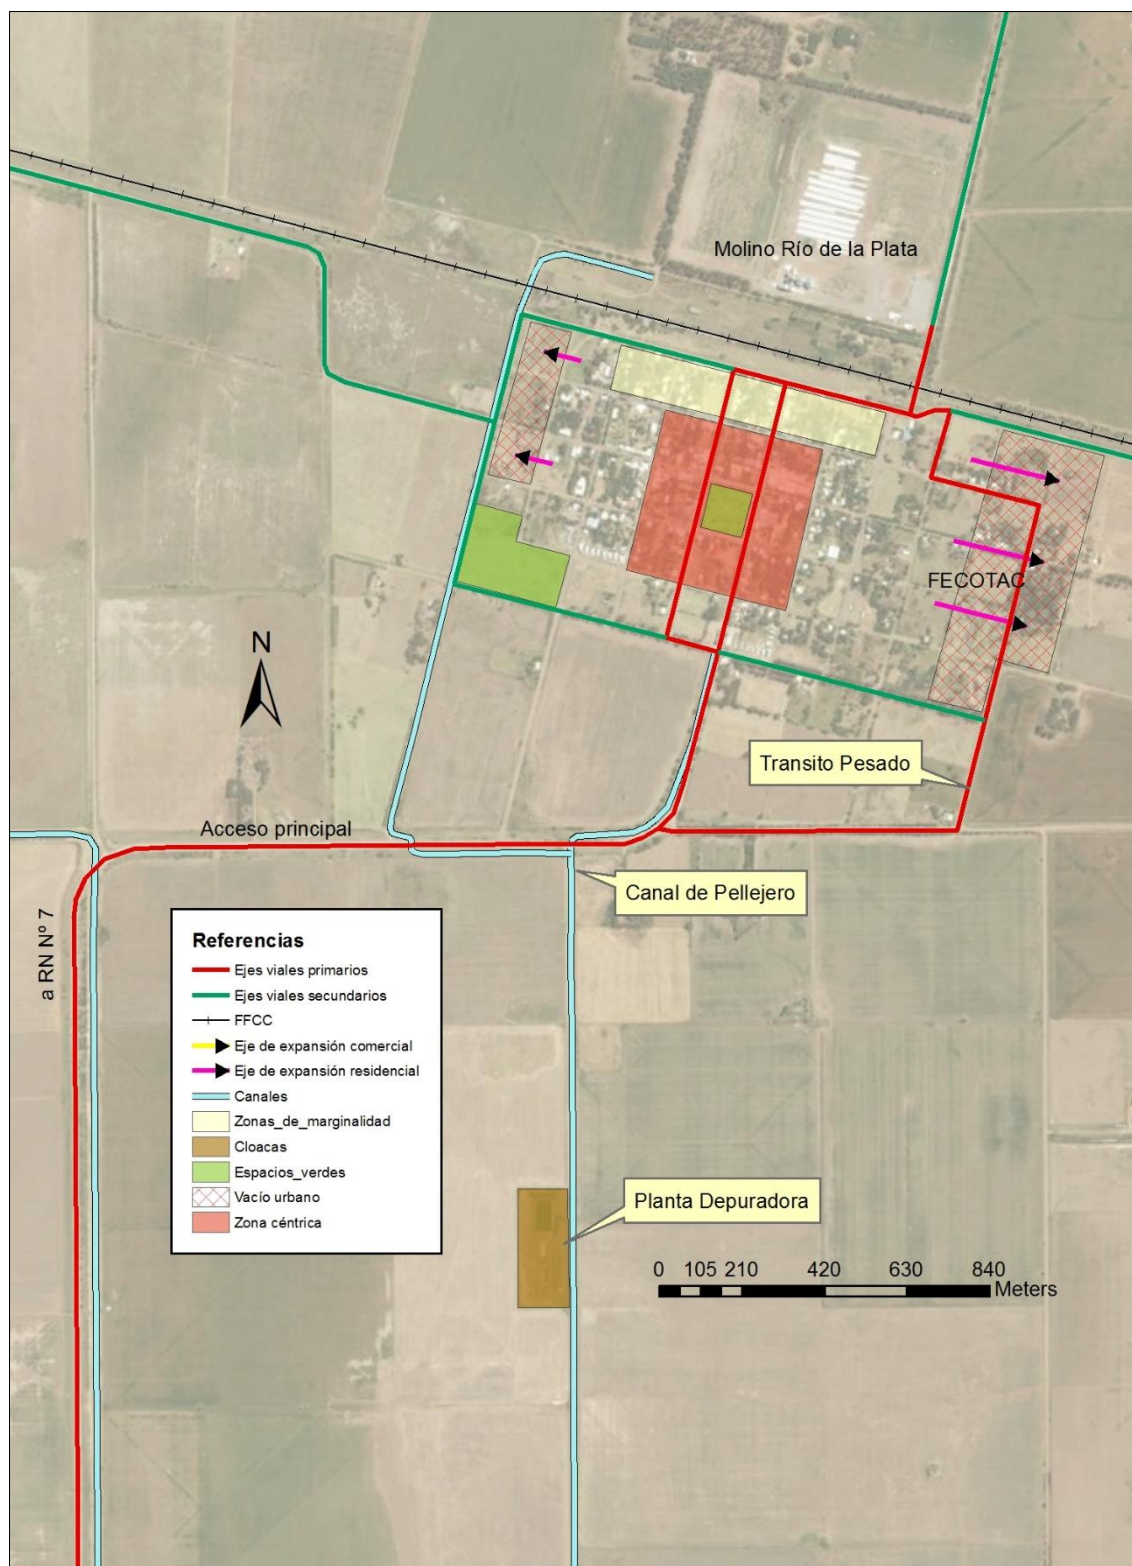 Molino Río de la Plata
FECOTAC
N
Transito Pesado
Acceso principal
Canal de Pellejero
a RN Nº 7
Referencias
Ejes viales primarios
Ejes viales secundarios
FFCC
Eje de expansión comercial
Eje de expansión residencial
Canales
Zonas_de_marginalidad
Cloacas
Espacios_verdes
Vacío urbano
Zona céntrica
Planta Depuradora
0 105 210 420 630 840
Meters